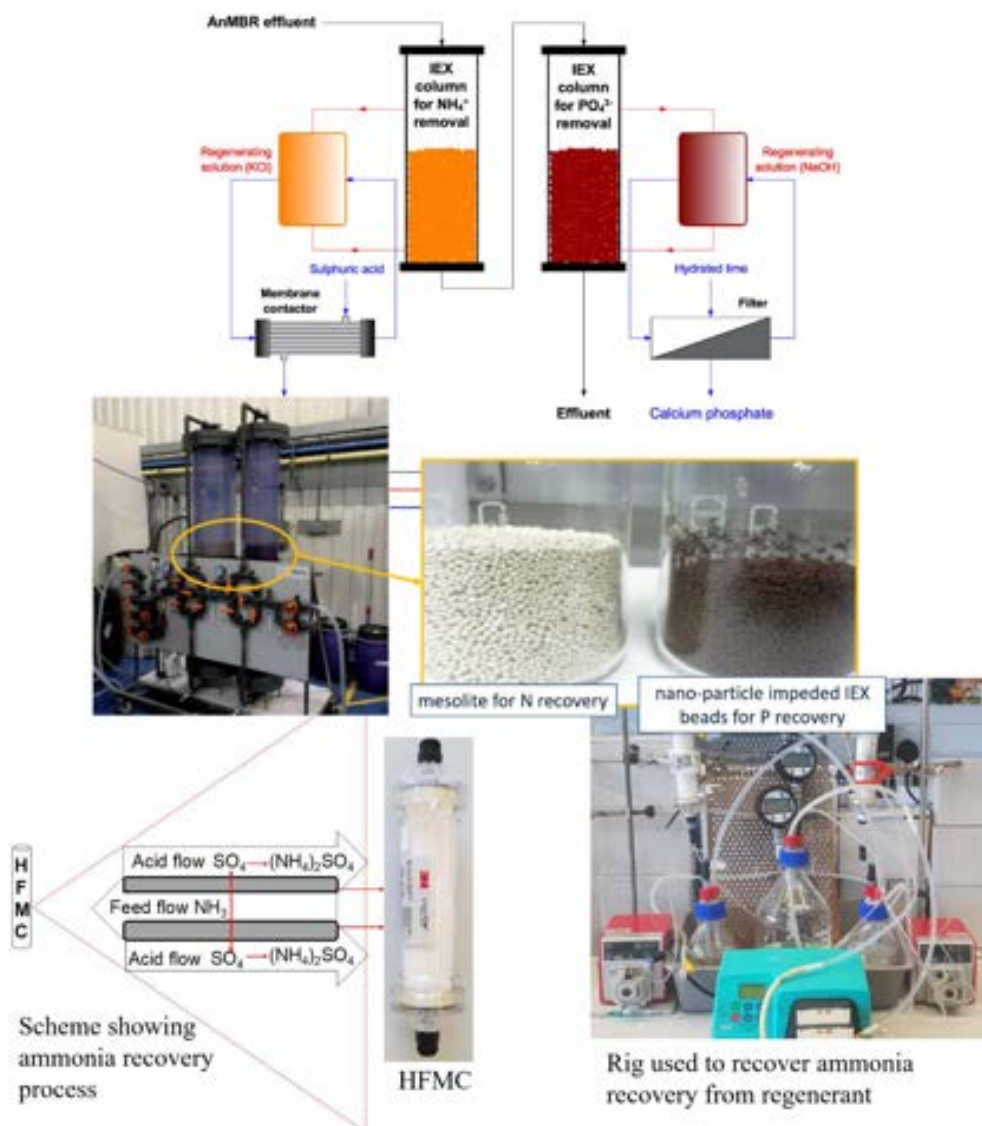 AnMBR effluent
IEX
column
for NH₄⁺
removal
IEX
column
for PO₄³⁻
removal
Regenerating
solution (KCl)
Regenerating
solution (NaOH)
Sulphuric acid
Hydrated lime
Membrane
contactor
Filter
Effluent
Calcium phosphate
mesolite for N recovery
nano-particle impeded IEX
beads for P recovery
H
F
M
C
Acid flow SO₄ (NH₄)₂SO₄
Feed flow NH₃
Acid flow SO₄ (NH₄)₂SO₄
3M
Scheme showing
ammonia recovery
process
HFMC
Rig used to recover ammonia
recovery from regenerant